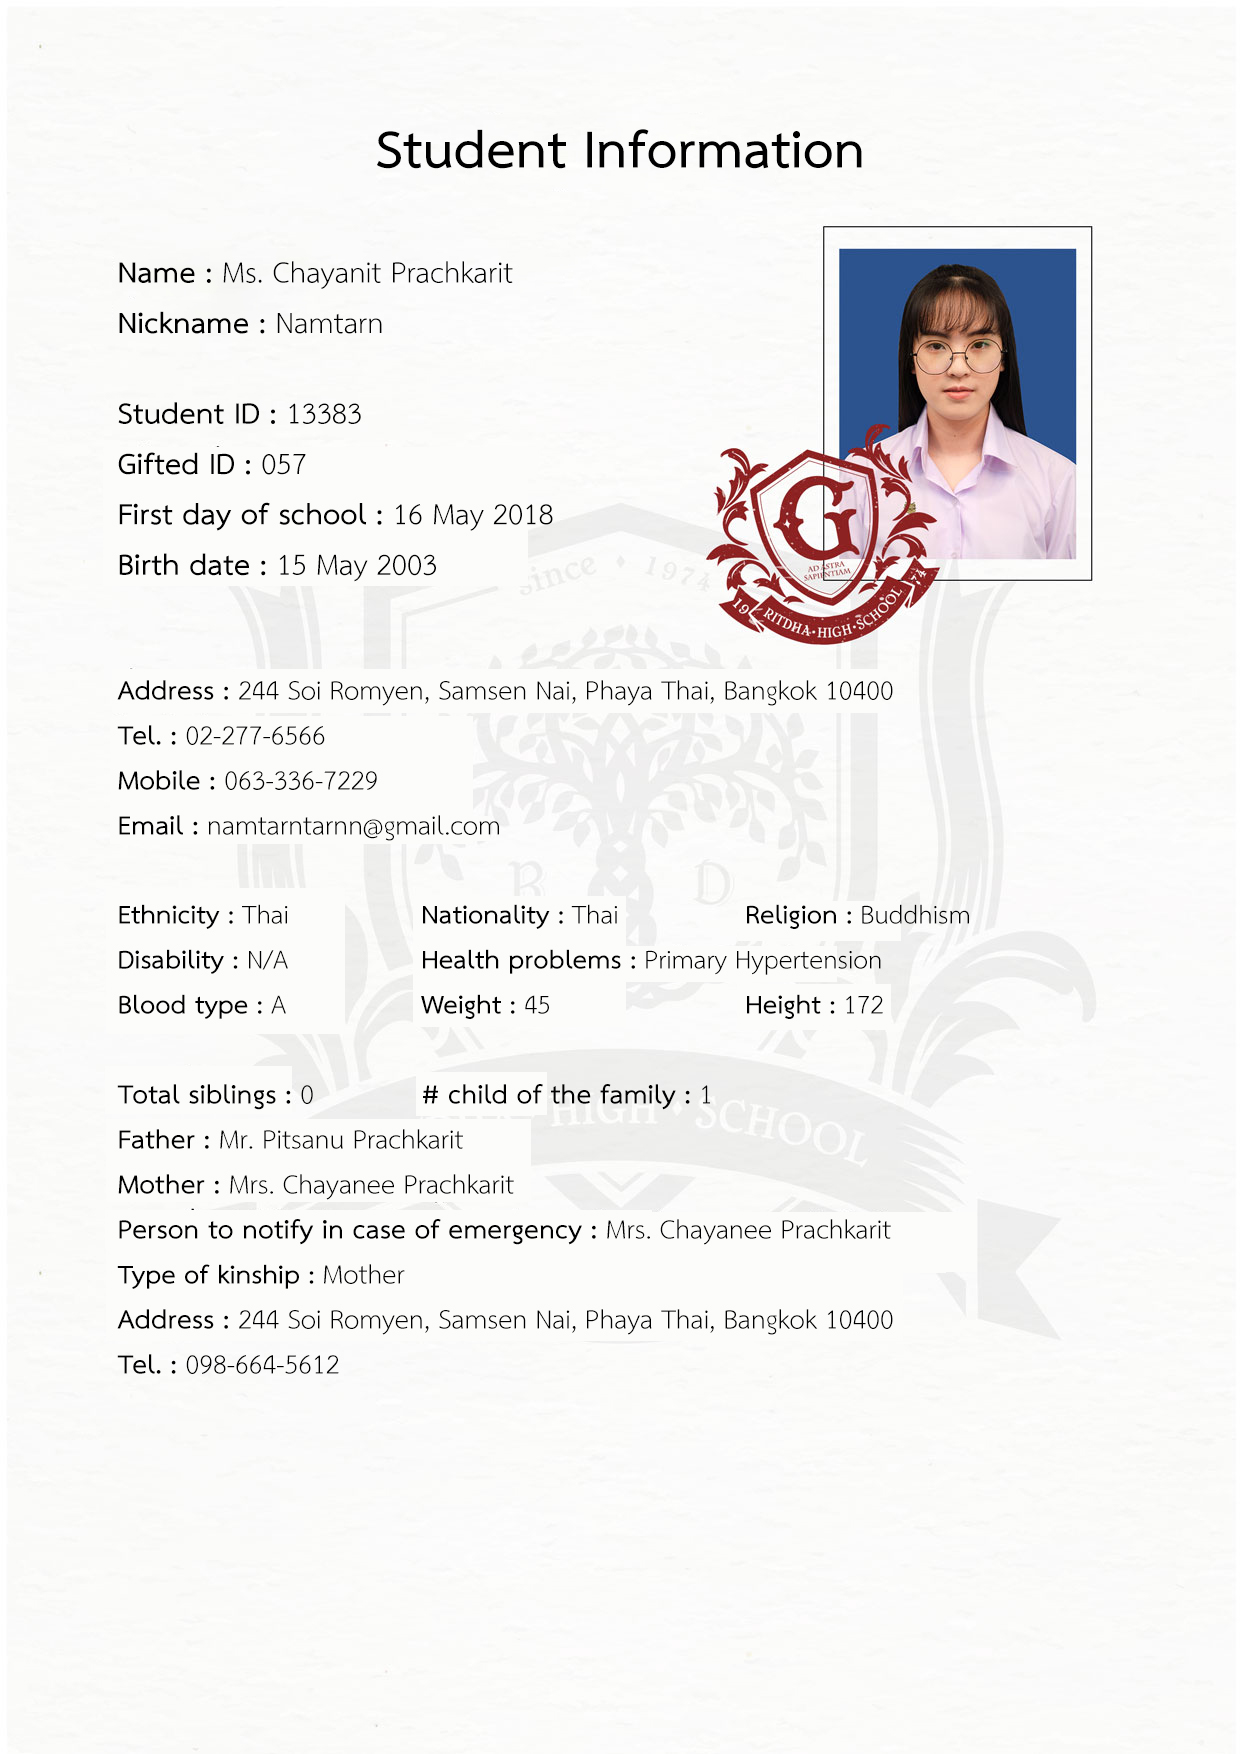 Student Information
Name : Ms. Chayanit Prachkarit
Nickname : Namtarn
Student ID : 13383
Gifted ID : 057
First day of school : 16 May 2018
Birth date : 15 May 2003
G
AD ASTRA
SAPIENTIAM
19 RITDHA•HIGH•SCHOOL 74
Since • 1974
Address : 244 Soi Romyen, Samsen Nai, Phaya Thai, Bangkok 10400
Tel. : 02-277-6566
Mobile : 063-336-7229
Email : namtarntarnn@gmail.com
R D
Ethnicity : Thai Nationality : Thai Religion : Buddhism
Disability : N/A Health problems : Primary Hypertension
Blood type : A Weight : 45 Height : 172
Total siblings : 0 # child of the family : 1
HIGH • SCHOOL
Father : Mr. Pitsanu Prachkarit
Mother : Mrs. Chayanee Prachkarit
Person to notify in case of emergency : Mrs. Chayanee Prachkarit
Type of kinship : Mother
Address : 244 Soi Romyen, Samsen Nai, Phaya Thai, Bangkok 10400
Tel. : 098-664-5612